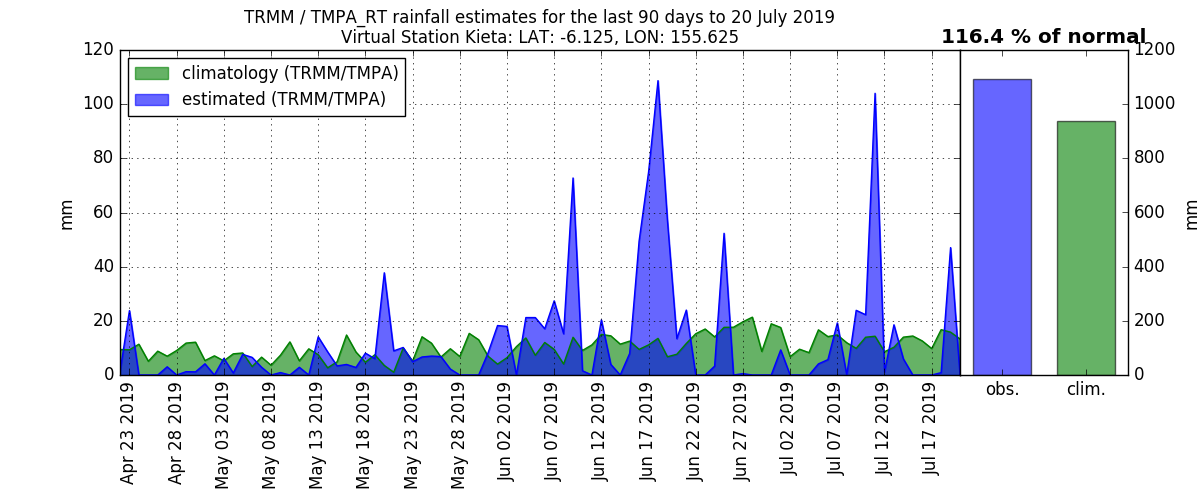 TRMM / TMPA_RT rainfall estimates for the last 90 days to 20 July 2019
Virtual Station Kieta: LAT: -6.125, LON: 155.625
116.4 % of normal
climatology (TRMM/TMPA)
estimated (TRMM/TMPA)
120
100
80
60
40
20
0
mm
Apr 23 2019
Apr 28 2019
May 03 2019
May 08 2019
May 13 2019
May 18 2019
May 23 2019
May 28 2019
Jun 02 2019
Jun 07 2019
Jun 12 2019
Jun 17 2019
Jun 22 2019
Jun 27 2019
Jul 02 2019
Jul 07 2019
Jul 12 2019
Jul 17 2019
obs.
clim.
1200
1000
800
600
400
200
0
mm